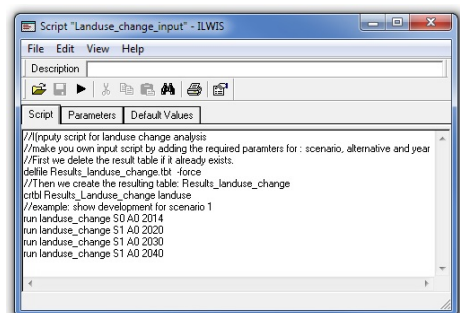 Script "Landuse_change_input" - ILWIS
File Edit View Help
Description
Script Parameters Default Values
//I(nputy script for landuse change analysis
//make you own input script by adding the required paramters for : scenario, alternative and year
//First we delete the result table if it already exists.
delfile Results_landuse_change.tbt -force
//Then we create the resulting table: Results_landuse_change
crtbl Results_Landuse_change landuse
//example: show development for scenario 1
run landuse_change S0 A0 2014
run landuse_change S1 A0 2020
run landuse_change S1 A0 2030
run landuse_change S1 A0 2040